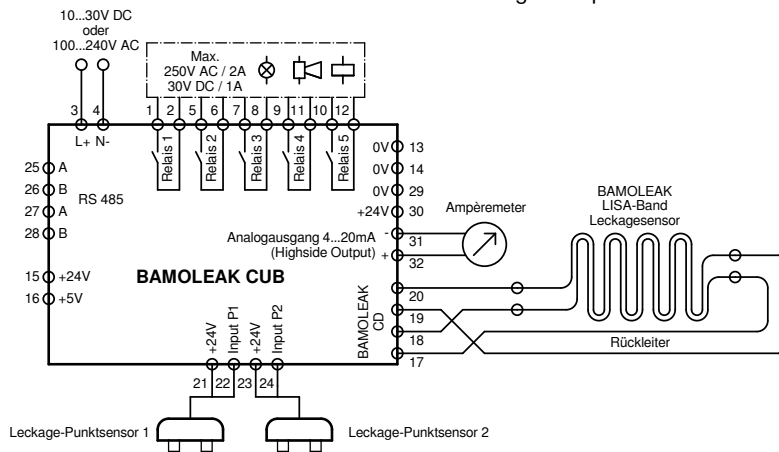 10...30V DC
oder
100...240V AC
Max.
250V AC / 2A
30V DC / 1A
3 4 1 2 5 6 7 8 9 11 10 12
L+ N-
Relais 1
Relais 2
Relais 3
Relais 4
Relais 5
0V 13
0V 14
0V 29
+24V 30
25 A
26 B
27 A
28 B
RS 485
15 +24V
16 +5V
Analogausgang 4...20mA
(Highside Output)
- 31
+ 32
Ampèremeter
BAMOLEAK
LISA-Band
Leckagesensor
BAMOLEAK CUB
BAMOLEAK
CD
20
19
18
17
Rückleiter
+24V
Input P1
+24V
Input P2
21 22 23 24
Leckage-Punktsensor 1
Leckage-Punktsensor 2